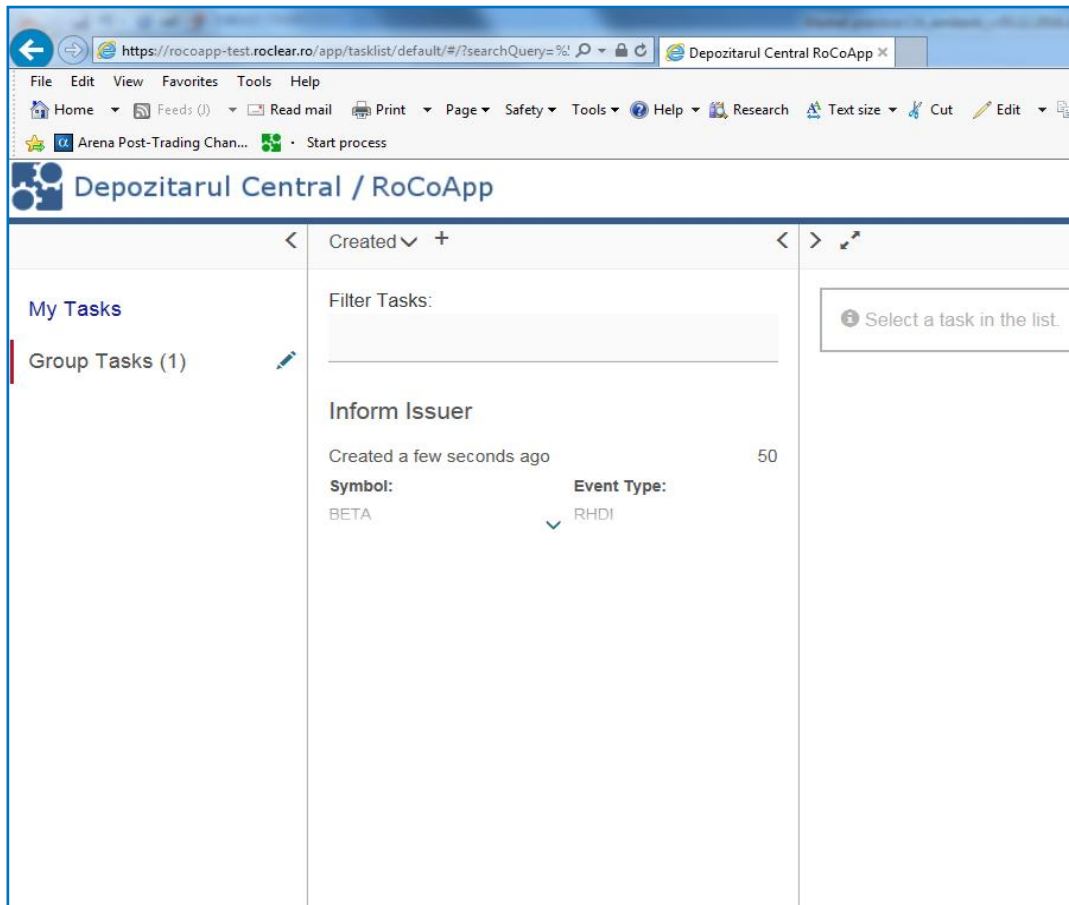 https://rocoapp-test.roclear.ro/app/tasklist/default/#/?searchQuery=%
Depozitarul Central RoCoApp
File Edit View Favorites Tools Help
Home Feeds (J) Read mail Print Page Safety Tools Help Research Text size Cut Edit
Arena Post-Trading Chan... Start process
Depozitarul Central / RoCoApp
Created +
My Tasks
Group Tasks (1)
Filter Tasks:
Inform Issuer
Created a few seconds ago 50
Symbol: Event Type:
BETA RHDI
Select a task in the list.